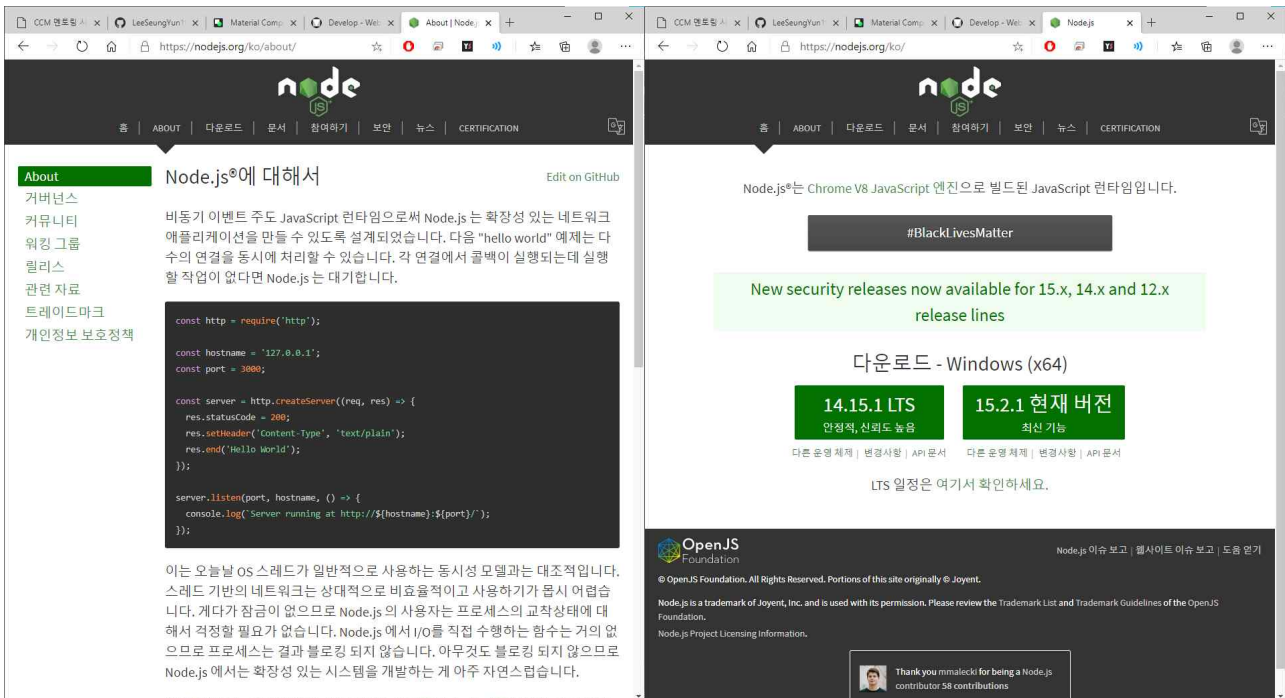 CCM 멘토링 시
LeeSeungYun1
Material Comp
Develop - Web
About | Node.j
https://nodejs.org/ko/about/
node
JS
홈 | ABOUT | 다운로드 | 문서 | 참여하기 | 보안 | 뉴스 | CERTIFICATION
About
거버넌스
커뮤니티
워킹 그룹
릴리스
관련 자료
트레이드마크
개인정보 보호정책
Node.js®에 대해서
Edit on GitHub
비동기 이벤트 주도 JavaScript 런타임으로써 Node.js 는 확장성 있는 네트워크
애플리케이션을 만들 수 있도록 설계되었습니다. 다음 "hello world" 예제는 다
수의 연결을 동시에 처리할 수 있습니다. 각 연결에서 콜백이 실행되는데 실행
할 작업이 없다면 Node.js 는 대기합니다.
const http = require('http');
const hostname = '127.0.0.1';
const port = 3000;
const server = http.createServer((req, res) => {
res.statusCode = 200;
res.setHeader('Content-Type', 'text/plain');
res.end('Hello World');
});
server.listen(port, hostname, () => {
console.log(`Server running at http://${hostname}:${port}/`);
});
이는 오늘날 OS 스레드가 일반적으로 사용하는 동시성 모델과는 대조적입니다.
스레드 기반의 네트워크는 상대적으로 비효율적이고 사용하기가 몹시 어렵습
니다. 게다가 잠금이 없으므로 Node.js 의 사용자는 프로세스의 교착상태에 대
해서 걱정할 필요가 없습니다. Node.js 에서 I/O를 직접 수행하는 함수는 거의 없
으므로 프로세스는 결과 블로킹 되지 않습니다. 아무것도 블로킹 되지 않으므로
Node.js 에서는 확장성 있는 시스템을 개발하는 게 아주 자연스럽습니다.
CCM 멘토링 시
LeeSeungYun1
Material Comp
Develop - Web
Node.js
https://nodejs.org/ko/
node
JS
홈 | ABOUT | 다운로드 | 문서 | 참여하기 | 보안 | 뉴스 | CERTIFICATION
Node.js®는 Chrome V8 JavaScript 엔진으로 빌드된 JavaScript 런타임입니다.
#BlackLivesMatter
New security releases now available for 15.x, 14.x and 12.x
release lines
다운로드 - Windows (x64)
14.15.1 LTS
안정적, 신뢰도 높음
다른 운영 체제 | 변경사항 | API 문서
15.2.1 현재 버전
최신 기능
다른 운영 체제 | 변경사항 | API 문서
LTS 일정은 여기서 확인하세요.
OpenJS
Foundation
Node.js 이슈 보고 | 웹사이트 이슈 보고 | 도움 얻기
© OpenJS Foundation. All Rights Reserved. Portions of this site originally © Joyent.
Node.js is a trademark of Joyent, Inc. and is used with its permission. Please review the Trademark List and Trademark Guidelines of the OpenJS
Foundation.
Node.js Project Licensing Information.
Thank you mmalecki for being a Node.js
contributor 58 contributions